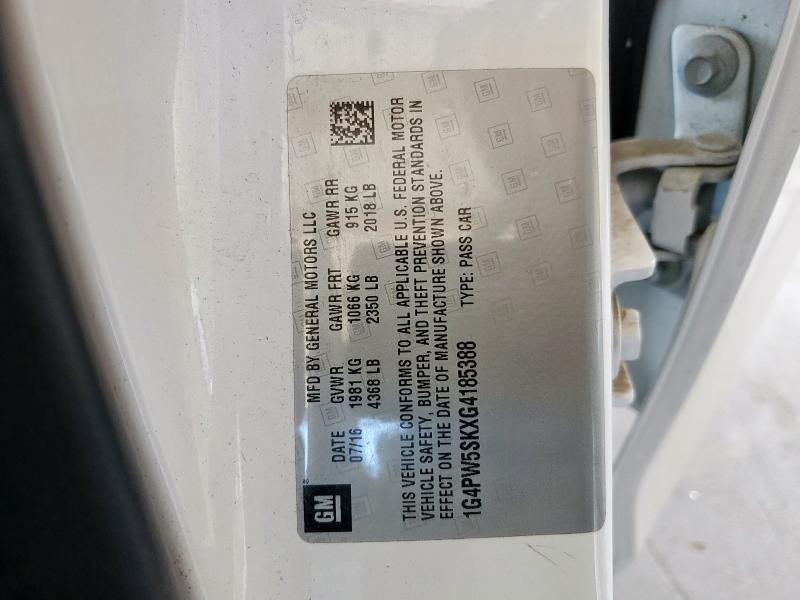 MFD BY GENERAL MOTORS LLC
DATE GVWR GAWR FRT GAWR RR
07/16 1981 KG 1066 KG 915 KG
4368 LB 2350 LB 2018 LB
THIS VEHICLE CONFORMS TO ALL APPLICABLE U.S. FEDERAL MOTOR
VEHICLE SAFETY, BUMPER, AND THEFT PREVENTION STANDARDS IN
EFFECT ON THE DATE OF MANUFACTURE SHOWN ABOVE.
1G4PW5SKXG4185388 TYPE: PASS CAR
GM